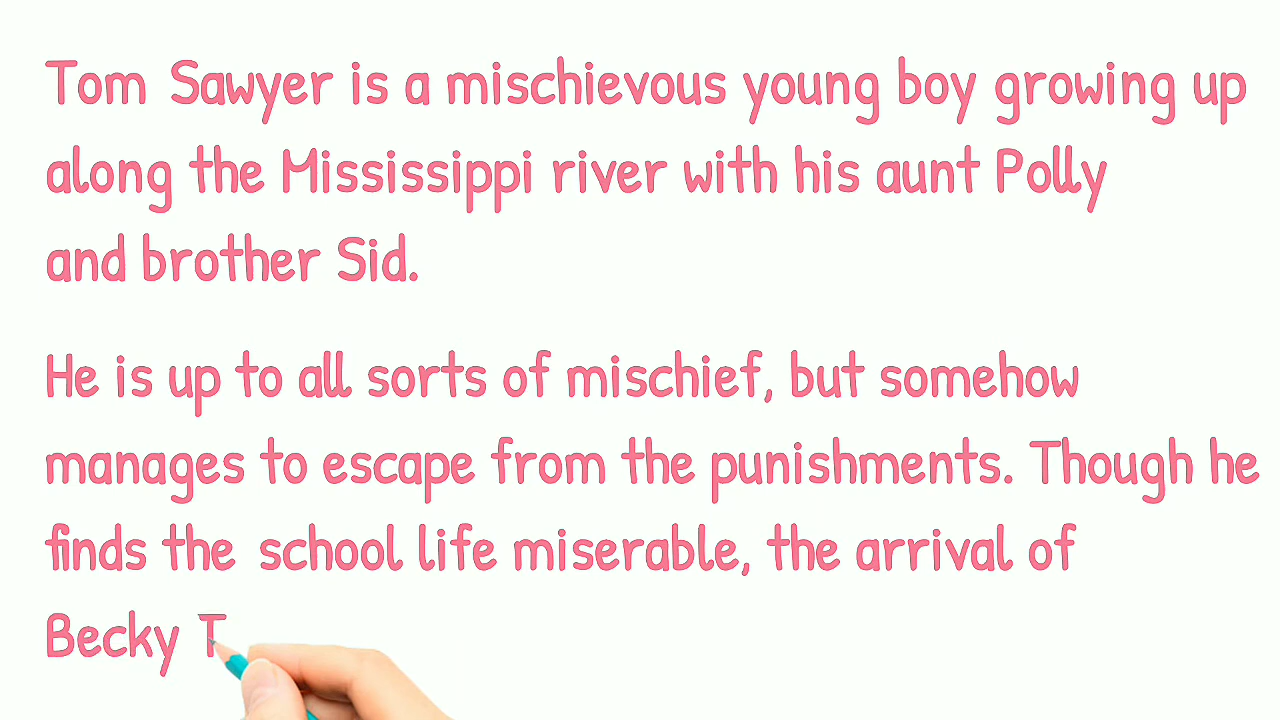 Tom Sawyer is a mischievous young boy growing up
along the Mississippi river with his aunt Polly
and brother Sid.
He is up to all sorts of mischief, but somehow
manages to escape from the punishments. Though he
finds the school life miserable, the arrival of
Becky T